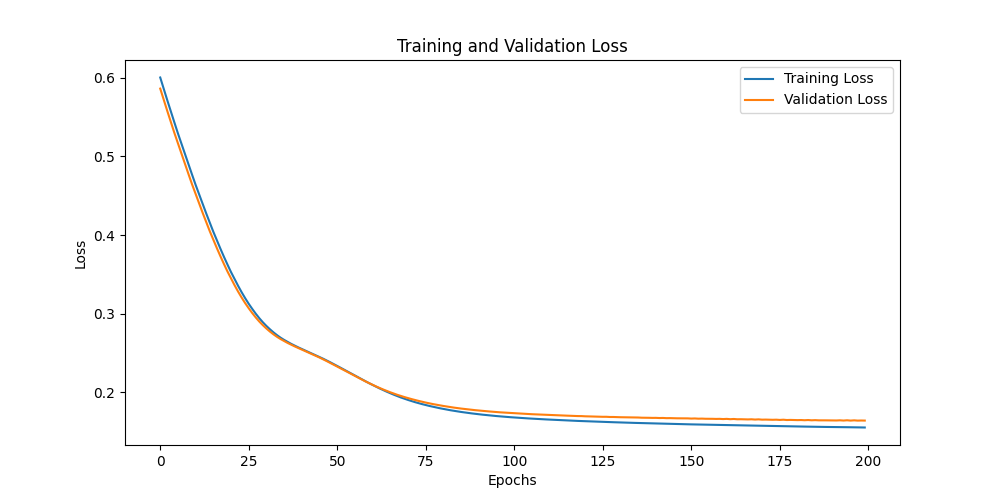 Training and Validation Loss
Training Loss
Validation Loss
Loss
0.6
0.5
0.4
0.3
0.2
0 25 50 75 100 125 150 175 200
Epochs